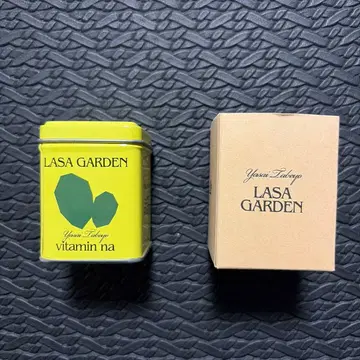 LASA GARDEN
Yasai Tabeyo
vitamin na
Yasai Tabeyo
LASA
GARDEN